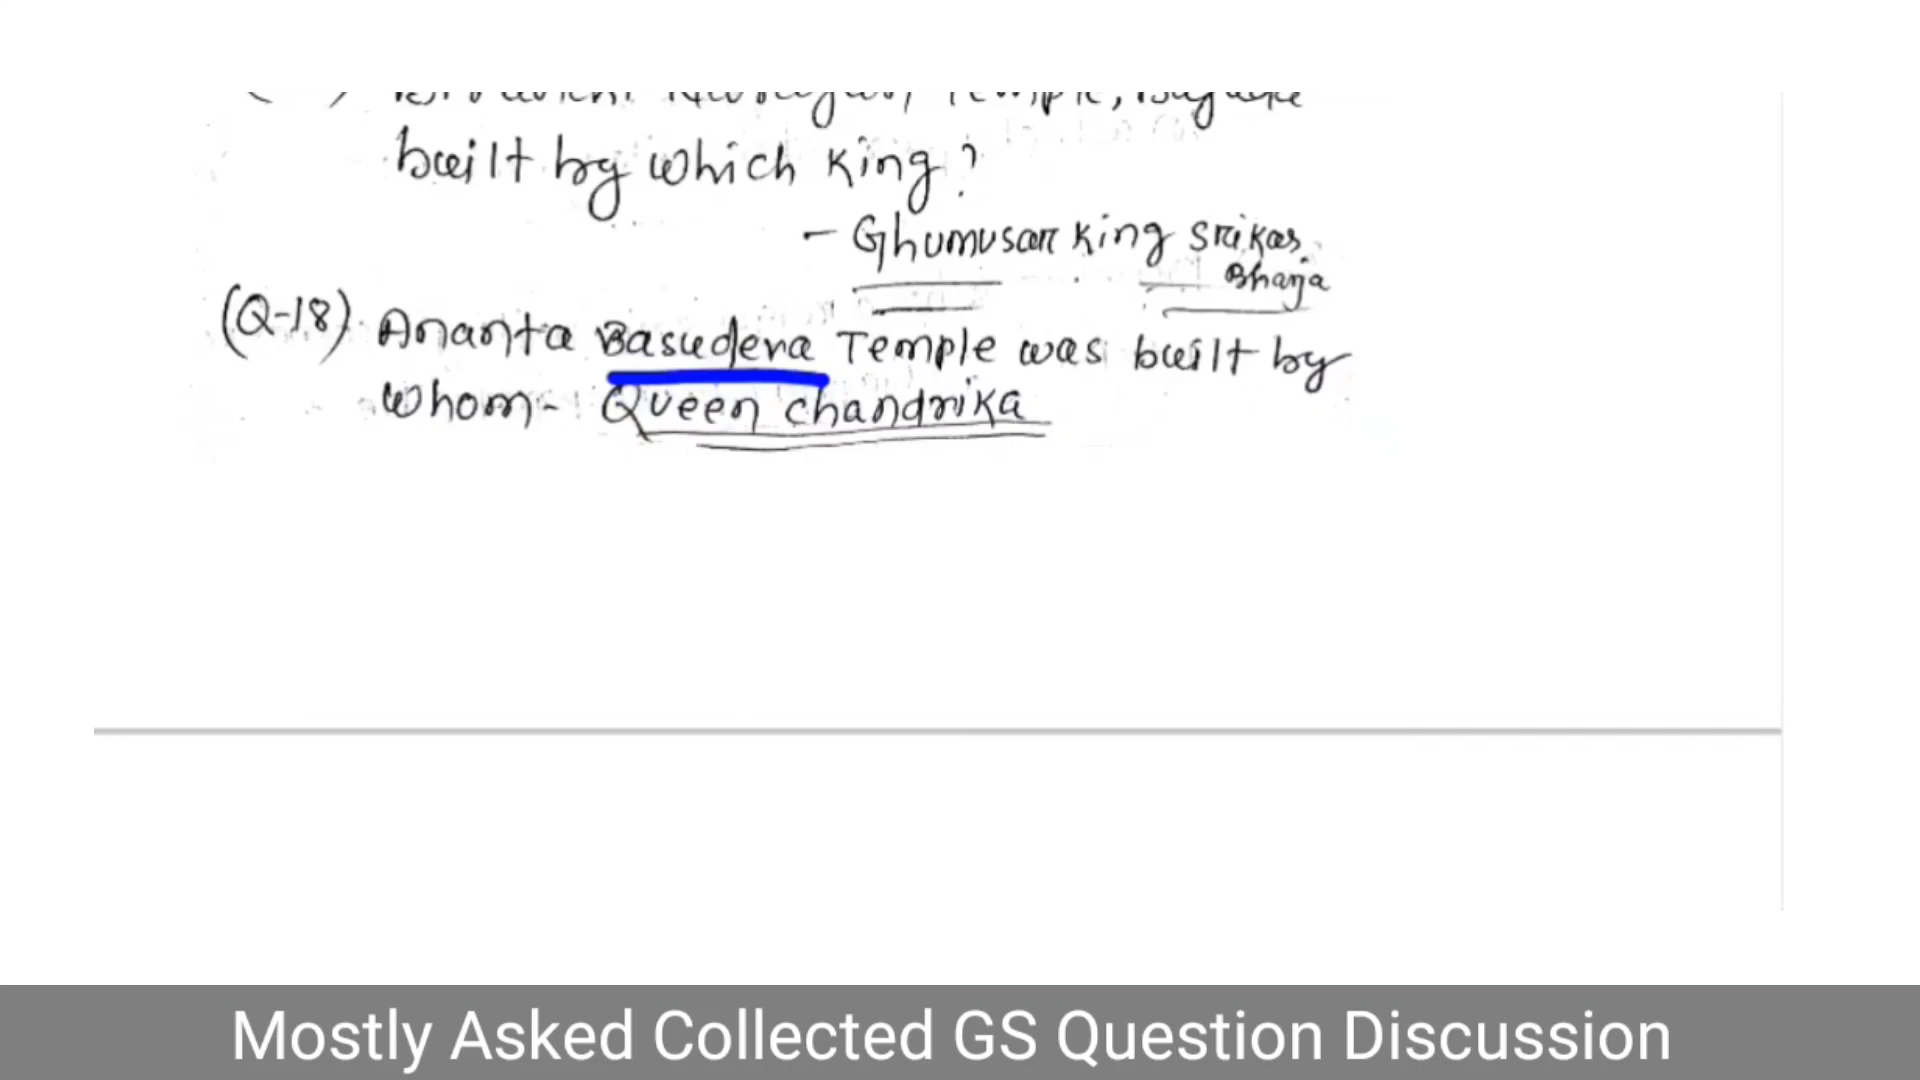 Temple,
built by which King?
- Ghumusar King Srikar
Bhanja
(Q-18) Ananta Basudeva Temple was built by
whom- Queen chandrika
Mostly Asked Collected GS Question Discussion